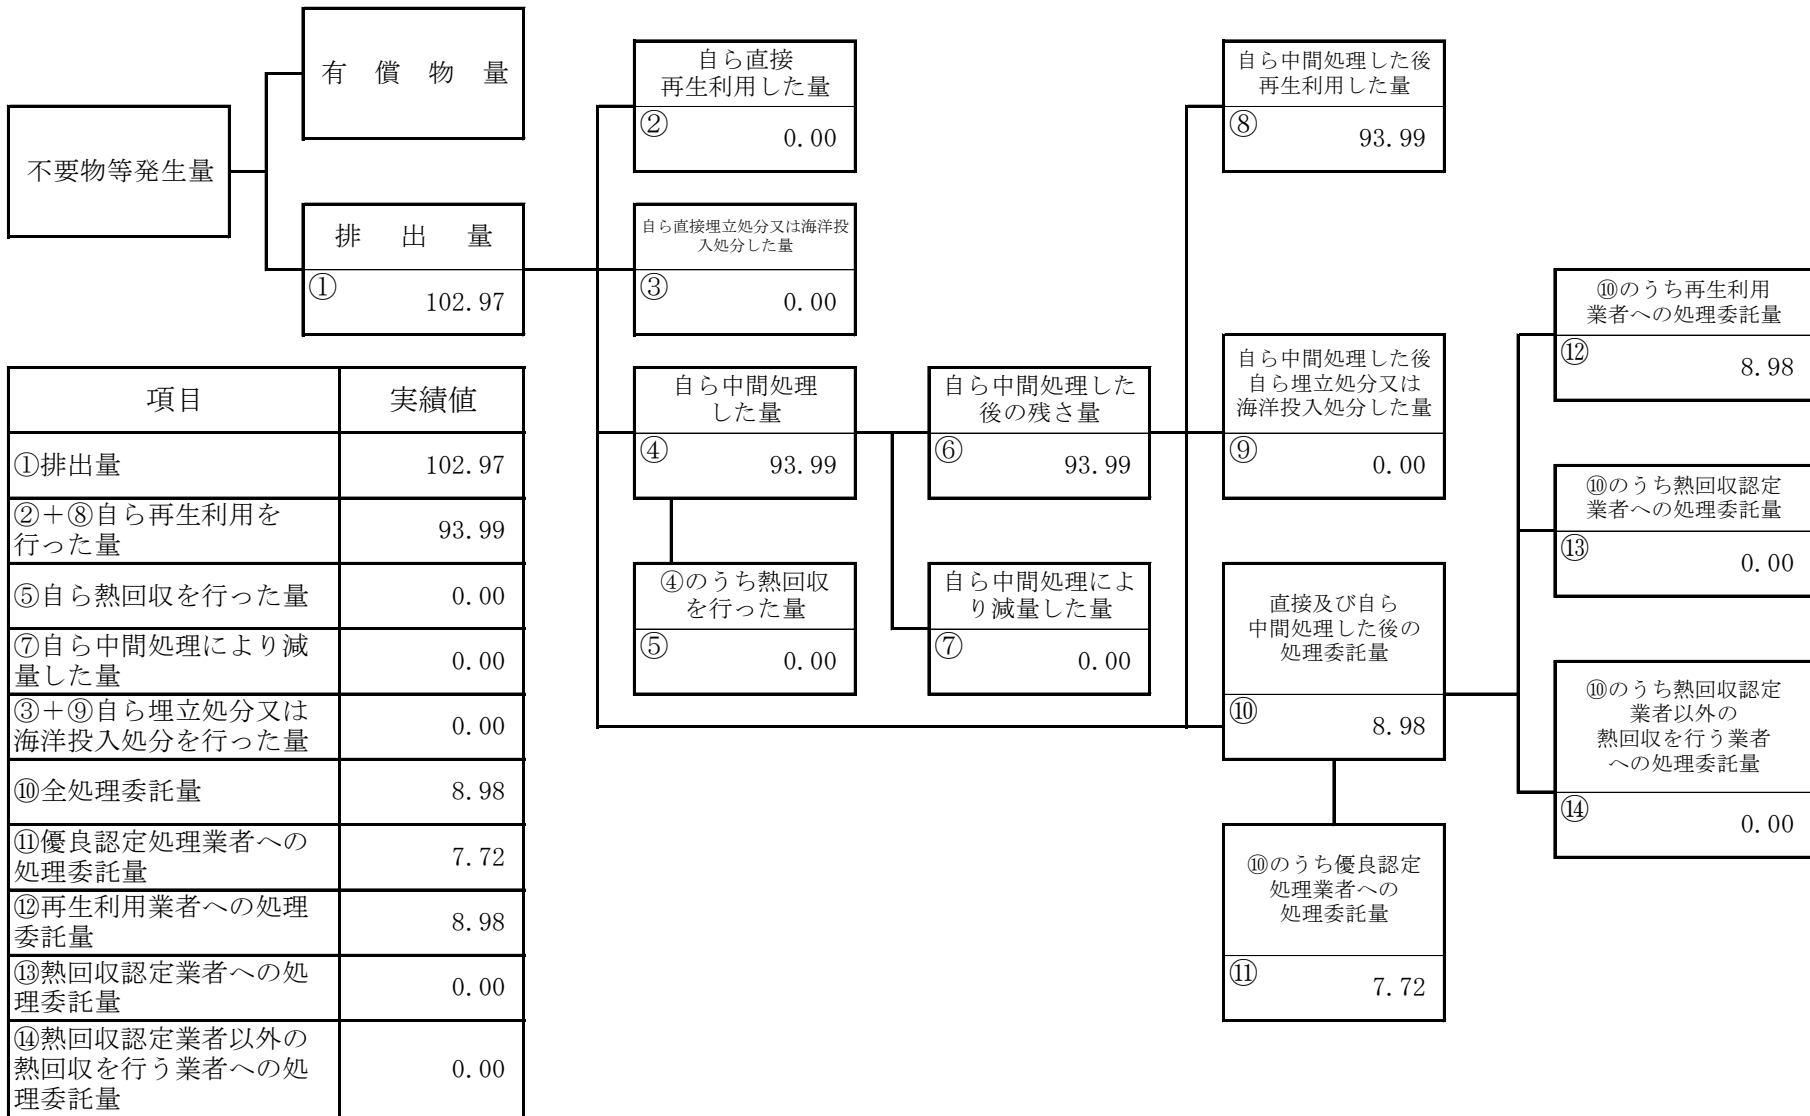 有償物量
不要物等発生量
排出量
①
102.97
自ら直接
再生利用した量
②
0.00
自ら直接埋立処分又は海洋投
入処分した量
③
0.00
自ら中間処理
した量
④
93.99
④のうち熱回収
を行った量
⑤
0.00
自ら中間処理した
後の残さ量
⑥
93.99
自ら中間処理によ
り減量した量
⑦
0.00
自ら中間処理した後
再生利用した量
⑧
93.99
自ら中間処理した後
自ら埋立処分又は
海洋投入処分した量
⑨
0.00
直接及び自ら
中間処理した後の
処理委託量
⑩
8.98
⑩のうち優良認定
処理業者への
処理委託量
⑪
7.72
⑩のうち再生利用
業者への処理委託量
⑫
8.98
⑩のうち熱回収認定
業者への処理委託量
⑬
0.00
⑩のうち熱回収認定
業者以外の
熱回収を行う業者
への処理委託量
⑭
0.00
項目 実績値
①排出量 102.97
②+⑧自ら再生利用を
行った量 93.99
⑤自ら熱回収を行った量 0.00
⑦自ら中間処理により減
量した量 0.00
③+⑨自ら埋立処分又は
海洋投入処分を行った量 0.00
⑩全処理委託量 8.98
⑪優良認定処理業者への
処理委託量 7.72
⑫再生利用業者への処理
委託量 8.98
⑬熱回収認定業者への処
理委託量 0.00
⑭熱回収認定業者以外の
熱回収を行う業者への処
理委託量 0.00